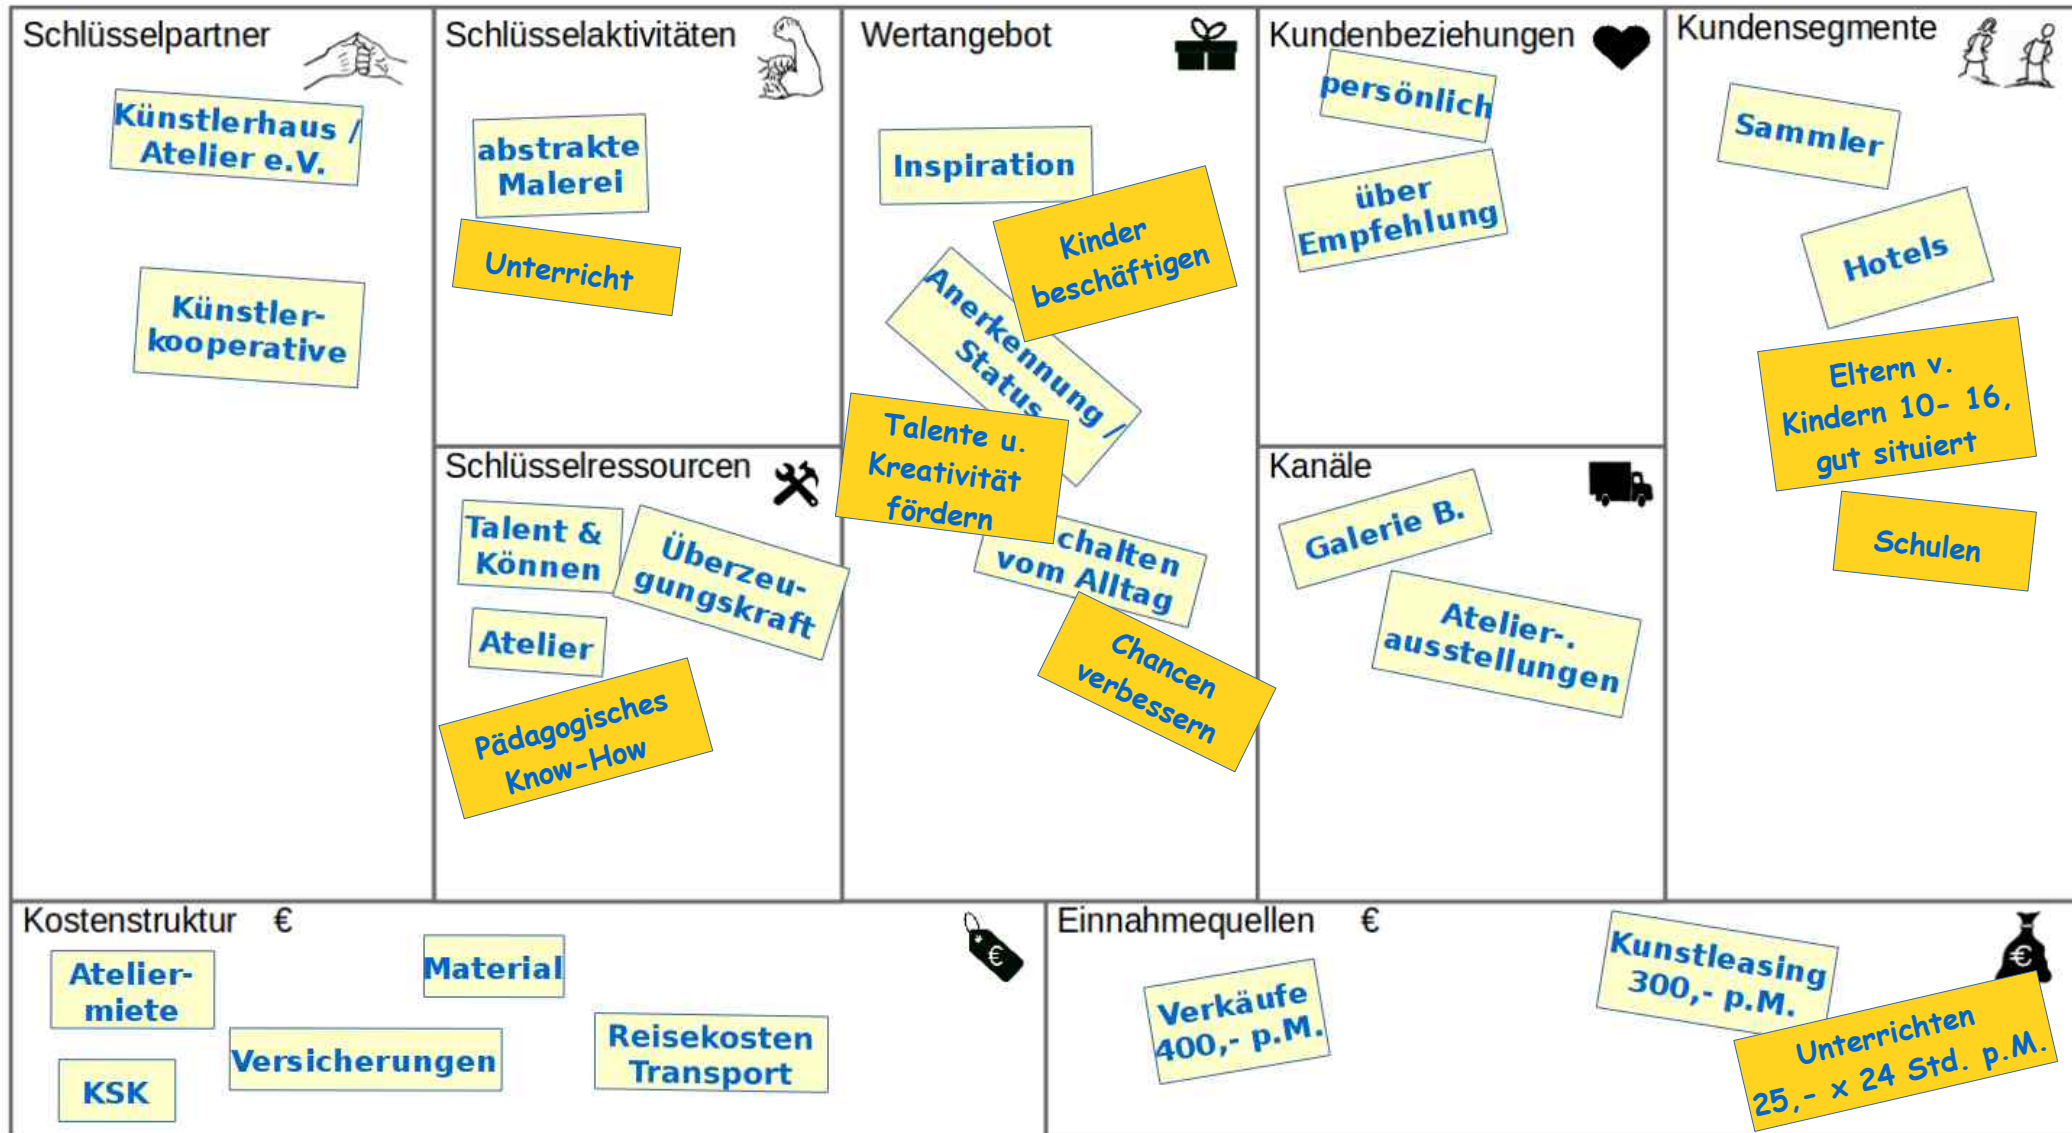 Schlüsselpartner
Künstlerhaus /
Atelier e.V.
Künstler-
kooperative
Schlüsselaktivitäten
abstrakte
Malerei
Unterricht
Schlüsselressourcen
Talent &
Können
Überzeu-
gungskraft
Atelier
Pädagogisches
Know-How
Wertangebot
Inspiration
Kinder
beschäftigen
Anerkennung /
Status
Talente u.
Kreativität
fördern
chalten
vom Alltag
Chancen
verbessern
Kundenbeziehungen
persönlich
über
Empfehlung
Kanäle
Galerie B.
Atelier-.
ausstellungen
Kundensegmente
Sammler
Hotels
Eltern v.
Kindern 10- 16,
gut situiert
Schulen
Kostenstruktur €
€
Atelier-
miete
Material
KSK
Versicherungen
Reisekosten
Transport
Einnahmequellen €
€
Verkäufe
400,- p.M.
Kunstleasing
300,- p.M.
Unterrichten
25,- x 24 Std. p.M.